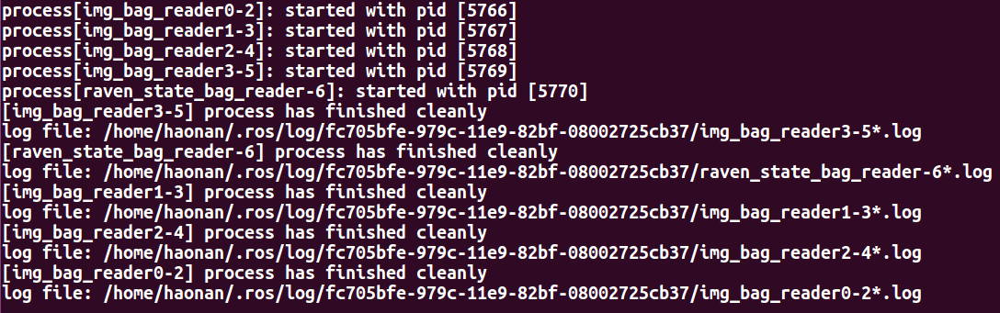 process[img_bag_reader0-2]: started with pid [5766]
process[img_bag_reader1-3]: started with pid [5767]
process[img_bag_reader2-4]: started with pid [5768]
process[img_bag_reader3-5]: started with pid [5769]
process[raven_state_bag_reader-6]: started with pid [5770]
[img_bag_reader3-5] process has finished cleanly
log file: /home/haonan/.ros/log/fc705bfe-979c-11e9-82bf-08002725cb37/img_bag_reader3-5*.log
[raven_state_bag_reader-6] process has finished cleanly
log file: /home/haonan/.ros/log/fc705bfe-979c-11e9-82bf-08002725cb37/raven_state_bag_reader-6*.log
[img_bag_reader1-3] process has finished cleanly
log file: /home/haonan/.ros/log/fc705bfe-979c-11e9-82bf-08002725cb37/img_bag_reader1-3*.log
[img_bag_reader2-4] process has finished cleanly
log file: /home/haonan/.ros/log/fc705bfe-979c-11e9-82bf-08002725cb37/img_bag_reader2-4*.log
[img_bag_reader0-2] process has finished cleanly
log file: /home/haonan/.ros/log/fc705bfe-979c-11e9-82bf-08002725cb37/img_bag_reader0-2*.log